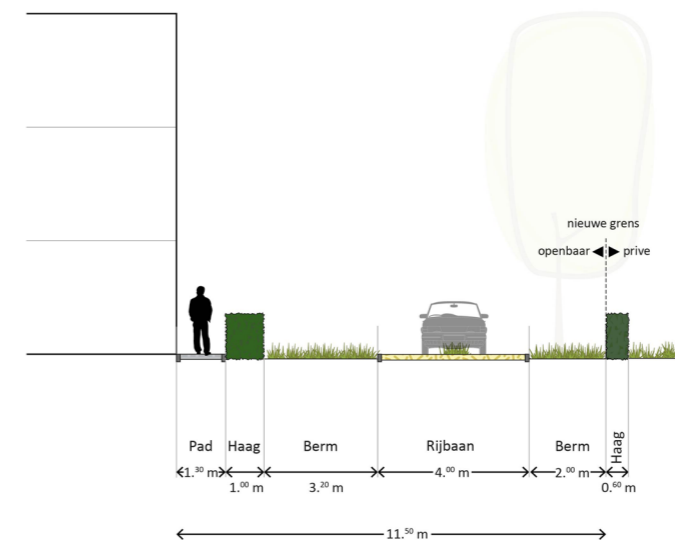 nieuwe grens
openbaar prive
Pad Haag Berm Rijbaan Berm Haag
1.30 m 4.00 m 2.00 m
1.00 m 3.20 m 0.60 m
11.50 m